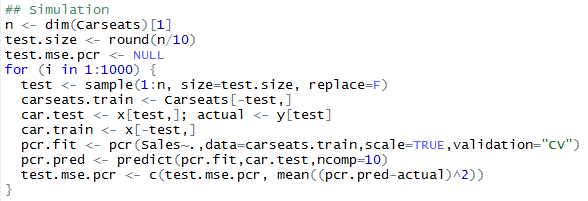 ## Simulation
n <- dim(Carseats)[1]
test.size <- round(n/10)
test.mse.pcr <- NULL
for (i in 1:1000) {
  test <- sample(1:n, size=test.size, replace=F)
  carseats.train <- Carseats[-test,]
  car.test <- x[test,]; actual <- y[test]
  car.train <- x[-test,]
  pcr.fit <- pcr(Sales~.,data=carseats.train,scale=TRUE,validation="CV")
  pcr.pred <- predict(pcr.fit,car.test,ncomp=10)
  test.mse.pcr <- c(test.mse.pcr, mean((pcr.pred-actual)^2))
}